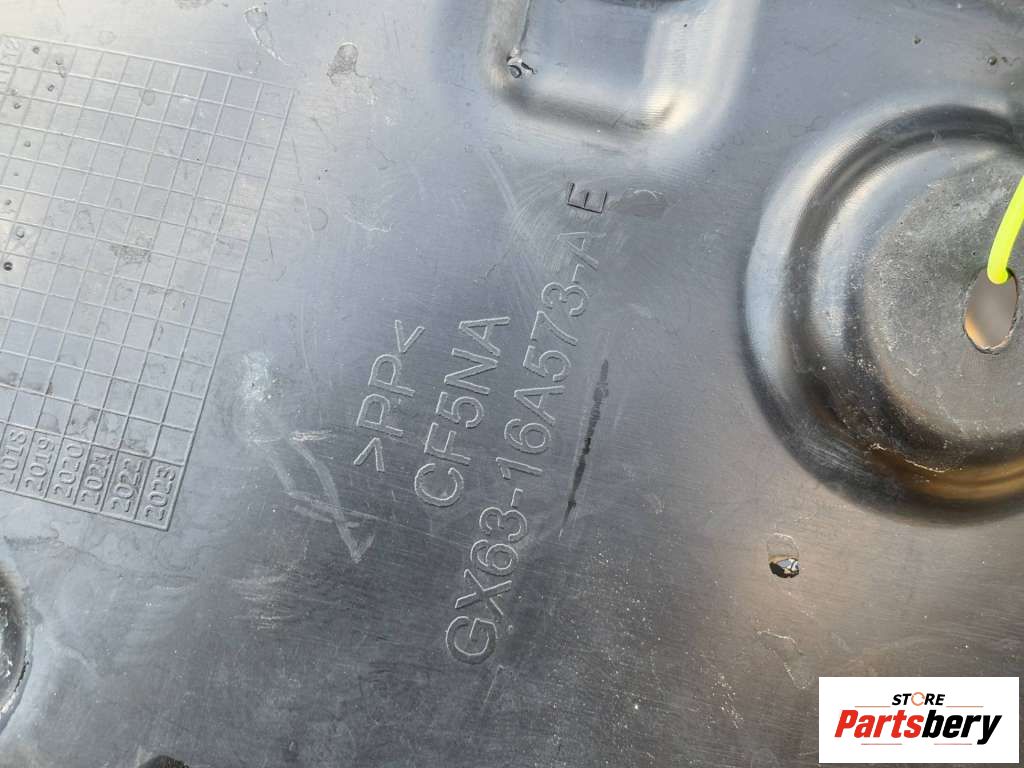 >PP<
CF5NA
GX63-16A573-AE
2018
2019
2020
2021
2022
2023
STORE
Partsbery